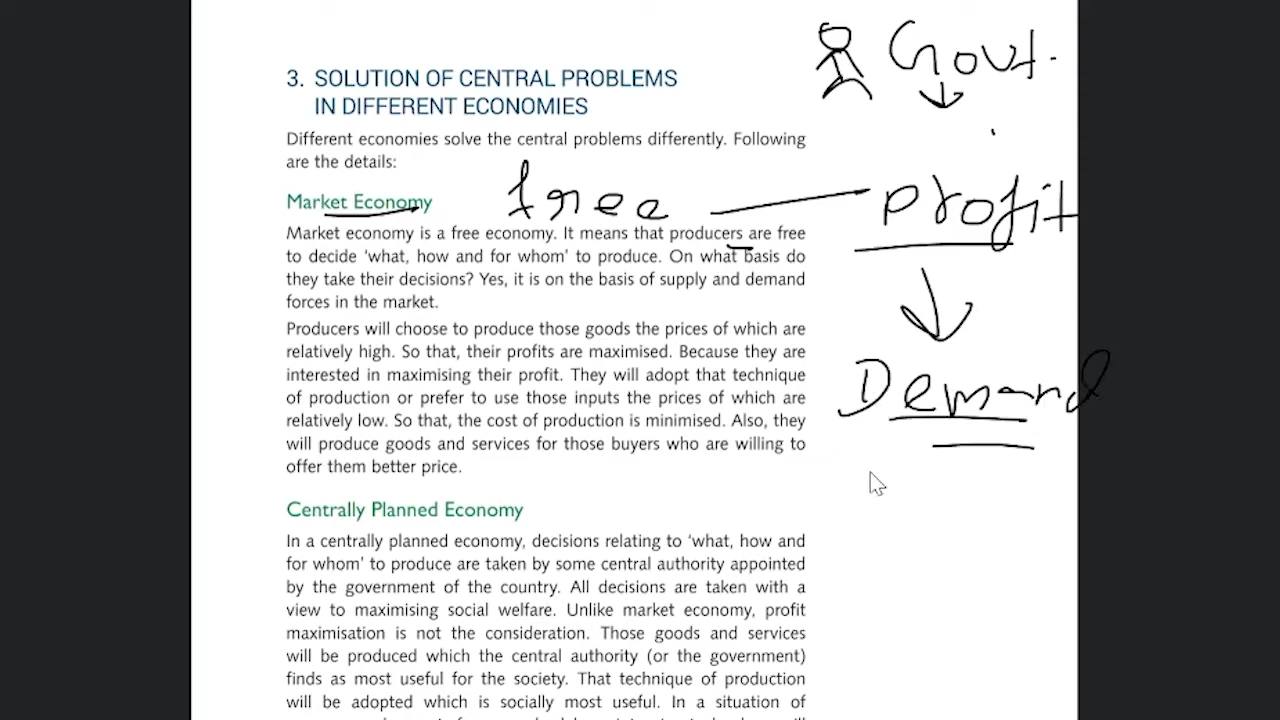 Govt.
3. SOLUTION OF CENTRAL PROBLEMS
IN DIFFERENT ECONOMIES
Different economies solve the central problems differently. Following
are the details:
Market Economy
free
Profit
Market economy is a free economy. It means that producers are free
to decide ‘what, how and for whom’ to produce. On what basis do
they take their decisions? Yes, it is on the basis of supply and demand
forces in the market.
Producers will choose to produce those goods the prices of which are
relatively high. So that, their profits are maximised. Because they are
interested in maximising their profit. They will adopt that technique
of production or prefer to use those inputs the prices of which are
relatively low. So that, the cost of production is minimised. Also, they
will produce goods and services for those buyers who are willing to
offer them better price.
Demand
Centrally Planned Economy
In a centrally planned economy, decisions relating to ‘what, how and
for whom’ to produce are taken by some central authority appointed
by the government of the country. All decisions are taken with a
view to maximising social welfare. Unlike market economy, profit
maximisation is not the consideration. Those goods and services
will be produced which the central authority (or the government)
finds as most useful for the society. That technique of production
will be adopted which is socially most useful. In a situation of